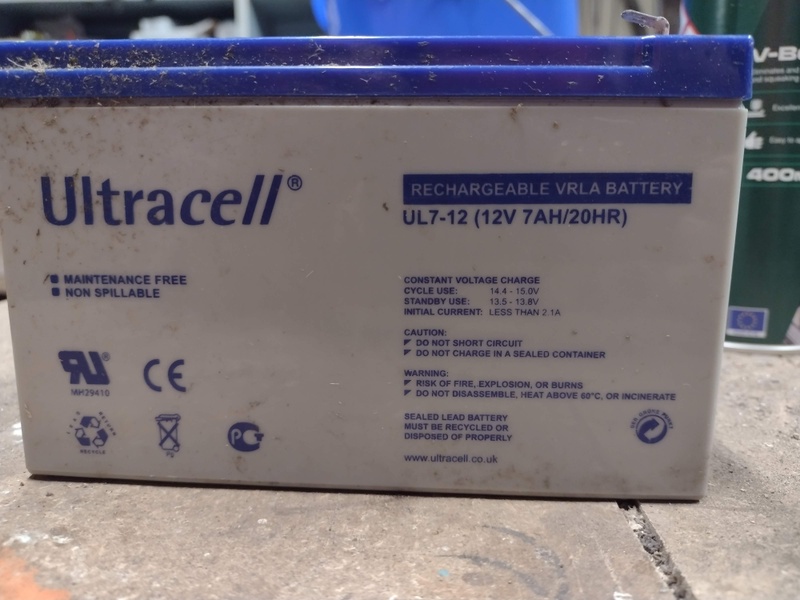 Ultracell®
RECHARGEABLE VRLA BATTERY
UL7-12 (12V 7AH/20HR)
MAINTENANCE FREE
NON SPILLABLE
CONSTANT VOLTAGE CHARGE
CYCLE USE: 14.4 - 15.0V
STANDBY USE: 13.5 - 13.8V
INITIAL CURRENT: LESS THAN 2.1A
CAUTION:
DO NOT SHORT CIRCUIT
DO NOT CHARGE IN A SEALED CONTAINER
WARNING:
RISK OF FIRE, EXPLOSION, OR BURNS
DO NOT DISASSEMBLE, HEAT ABOVE 60°C, OR INCINERATE
SEALED LEAD BATTERY
MUST BE RECYCLED OR
DISPOSED OF PROPERLY
www.ultracell.co.uk
RU®
MH29410
CE
RECYCLE
Pb
V-B
400